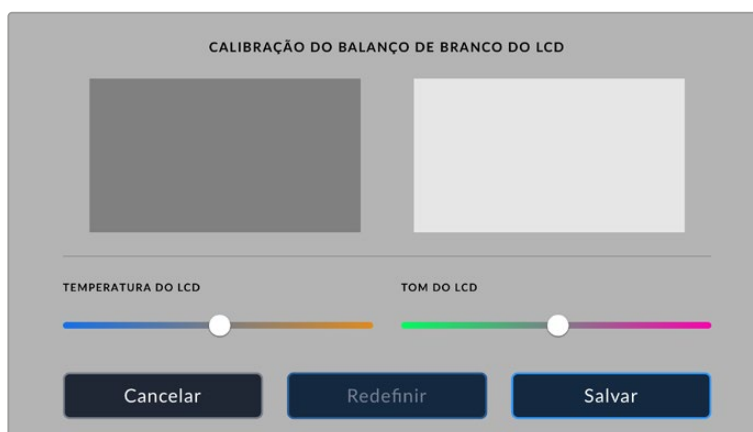 CALIBRAÇÃO DO BALANÇO DE BRANCO DO LCD
TEMPERATURA DO LCD
TOM DO LCD
Cancelar
Redefinir
Salvar